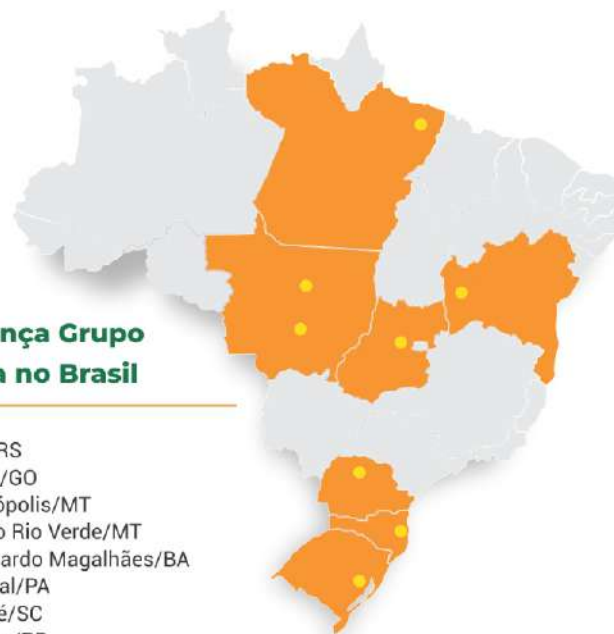 nça Grupo
a no Brasil
RS
/GO
ópolis/MT
o Rio Verde/MT
ardo Magalhães/BA
al/PA
é/SC